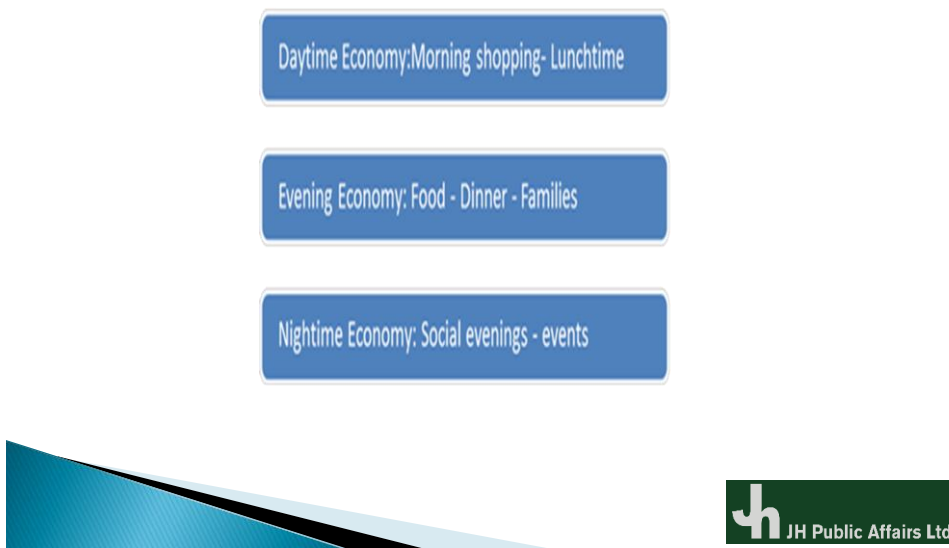 Daytime Economy:Morning shopping- Lunchtime
Evening Economy: Food - Dinner - Families
Nightime Economy: Social evenings - events
Jh JH Public Affairs Ltd